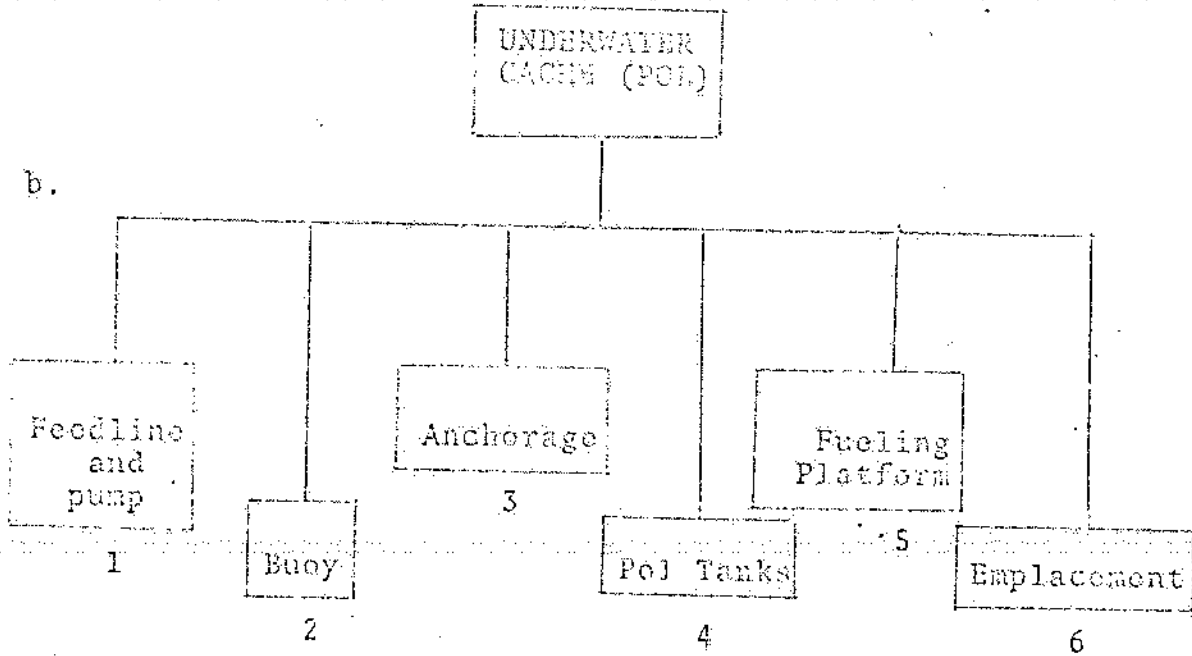 UNDERWATER
CACHE (POL)
b.
Feedline
and
pump
1
Buoy
2
Anchorage
3
Pol Tanks
4
Fueling
Platform
5
Emplacement
6